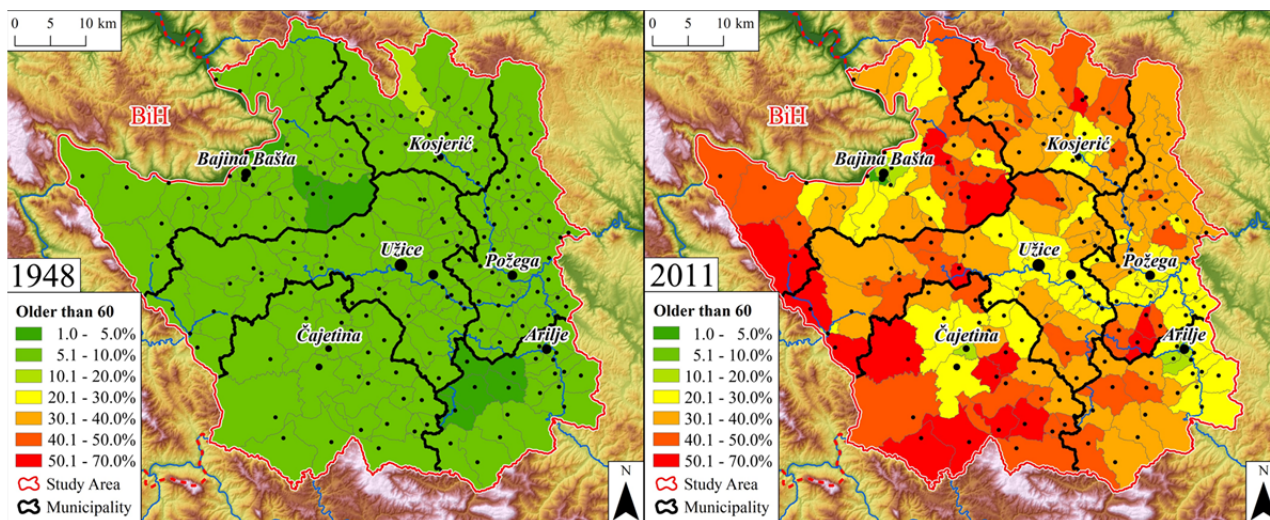 0 5 10 km
BiH
Bajina Bašta
Kosjerić
Užice
Požega
Čajetina
Arilje
1948
Older than 60
1.0 - 5.0%
5.1 - 10.0%
10.1 - 20.0%
20.1 - 30.0%
30.1 - 40.0%
40.1 - 50.0%
50.1 - 70.0%
Study Area
Municipality
N
0 5 10 km
BiH
Bajina Bašta
Kosjerić
Užice
Požega
Čajetina
Arilje
2011
Older than 60
1.0 - 5.0%
5.1 - 10.0%
10.1 - 20.0%
20.1 - 30.0%
30.1 - 40.0%
40.1 - 50.0%
50.1 - 70.0%
Study Area
Municipality
N